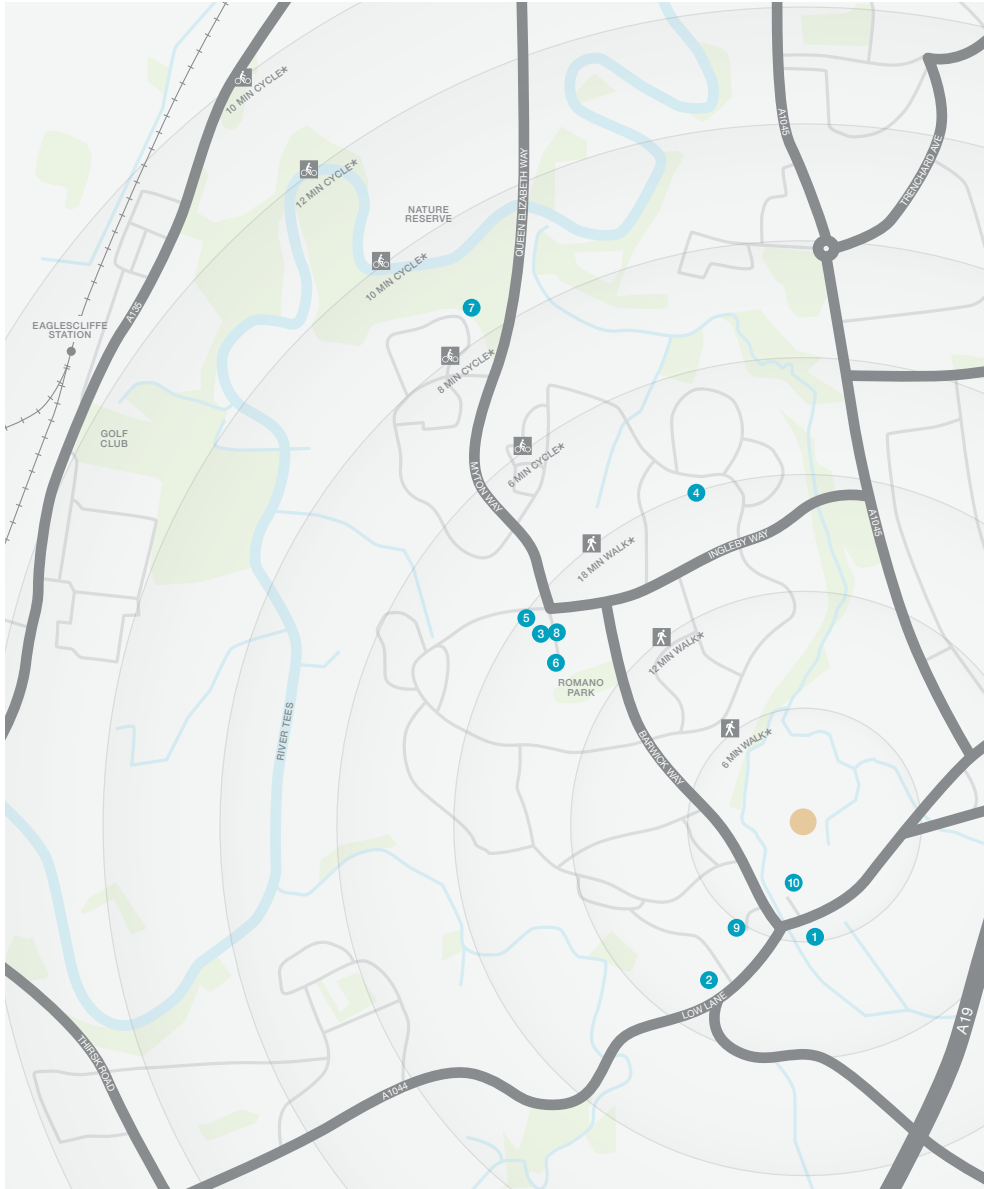 10 MIN CYCLE*
A1045
TRENCHARD AVE
12 MIN CYCLE*
QUEEN ELIZABETH WAY
NATURE
RESERVE
10 MIN CYCLE*
7
A135
EAGLESCLIFFE
STATION
8 MIN CYCLE*
GOLF
CLUB
6 MIN CYCLE*
MYTON WAY
4
A1045
INGLEBY WAY
18 MIN WALK*
5
3
8
12 MIN WALK*
6
ROMANO
PARK
RIVER TEES
6 MIN WALK*
BARWICK WAY
10
9
1
2
LOW LANE
A19
THIRSK ROAD
A1044